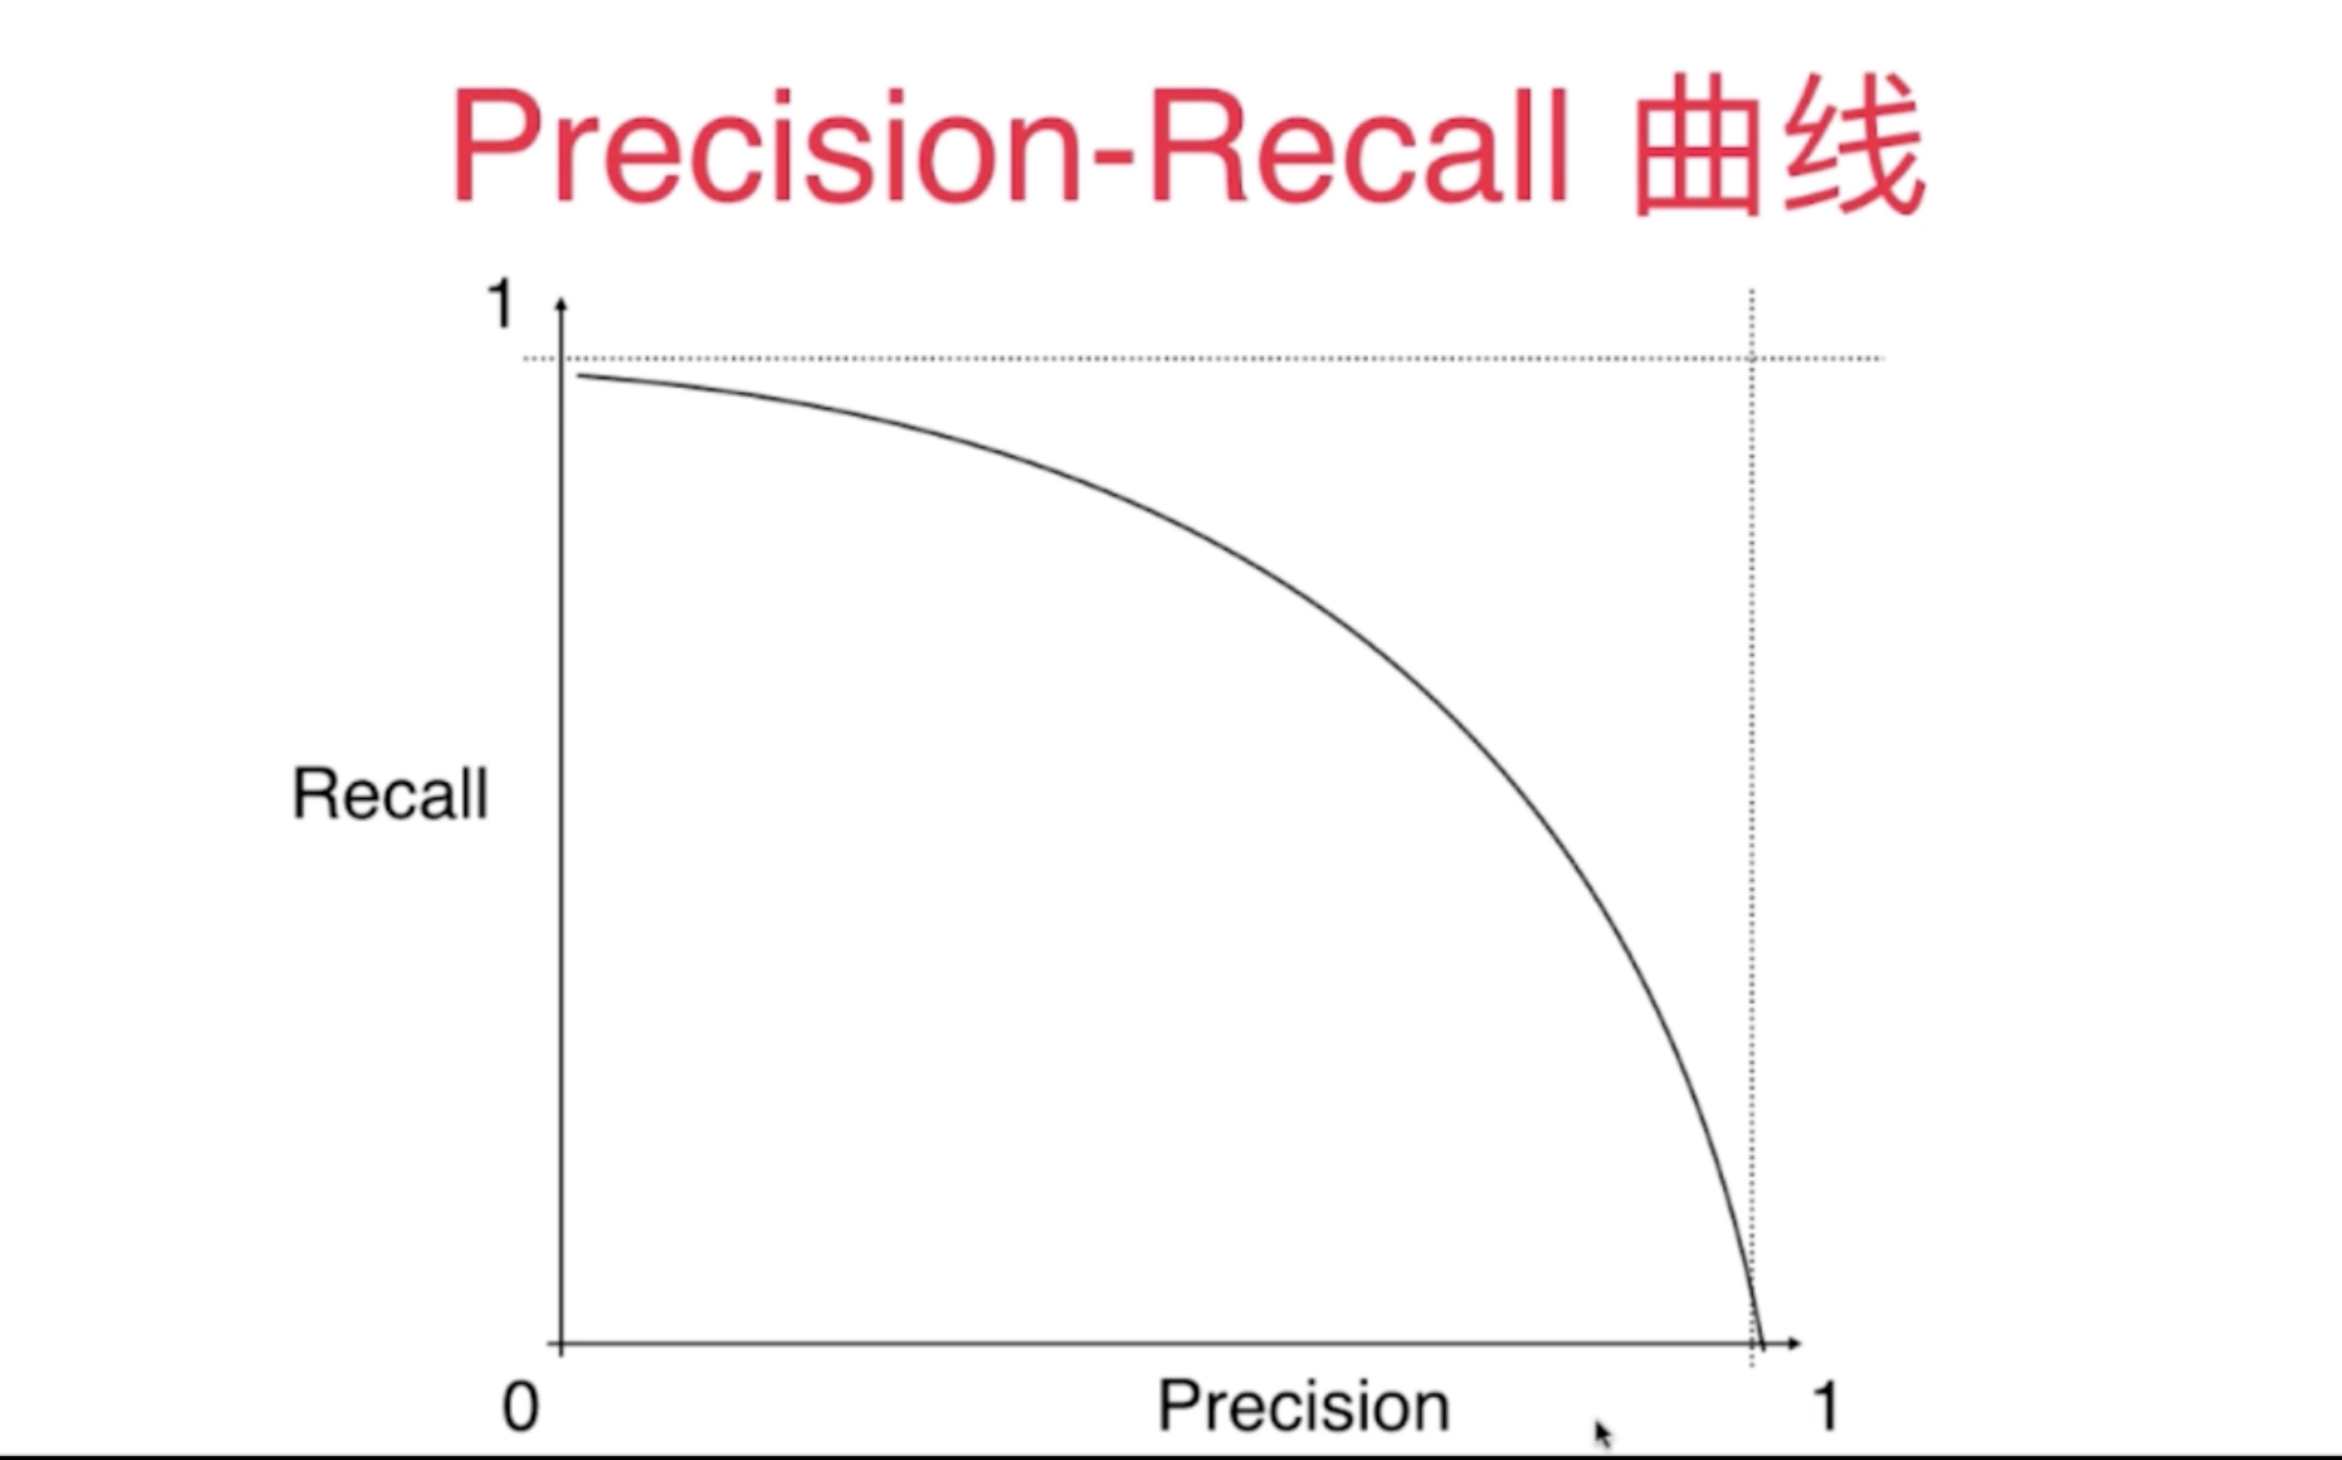 Precision-Recall 曲线
1
Recall
0
Precision
1